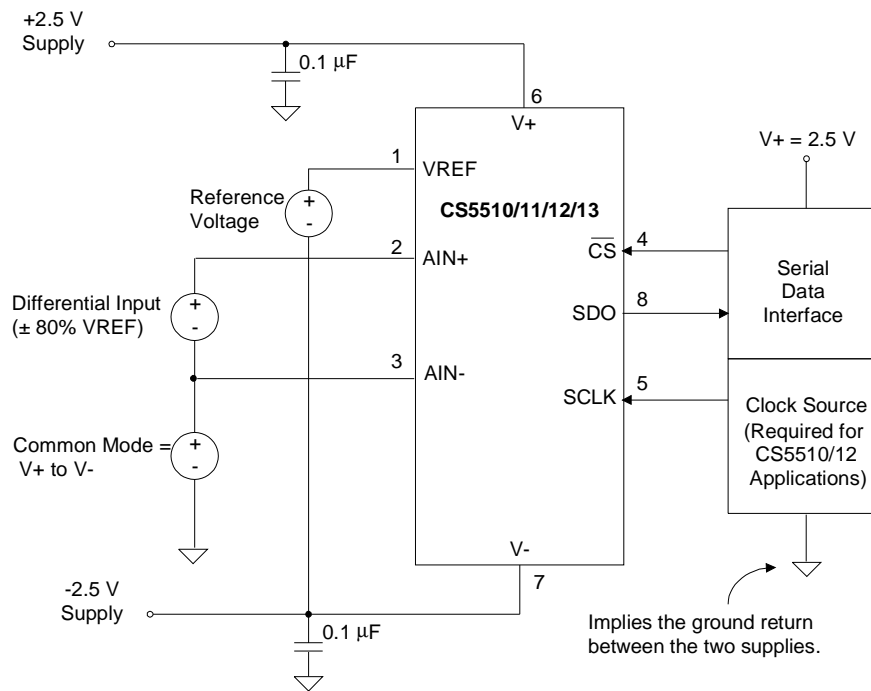 +2.5 V
Supply
0.1 μF
6
V+
V+ = 2.5 V
1
VREF
Reference
Voltage
+
-
CS5510/11/12/13
2
AIN+
CS
4
Serial
Data
Interface
Differential Input
(± 80% VREF)
+
-
SDO
8
3
AIN-
SCLK
5
Clock Source
(Required for
CS5510/12
Applications)
Common Mode =
V+ to V-
+
-
V-
7
-2.5 V
Supply
0.1 μF
Implies the ground return
between the two supplies.